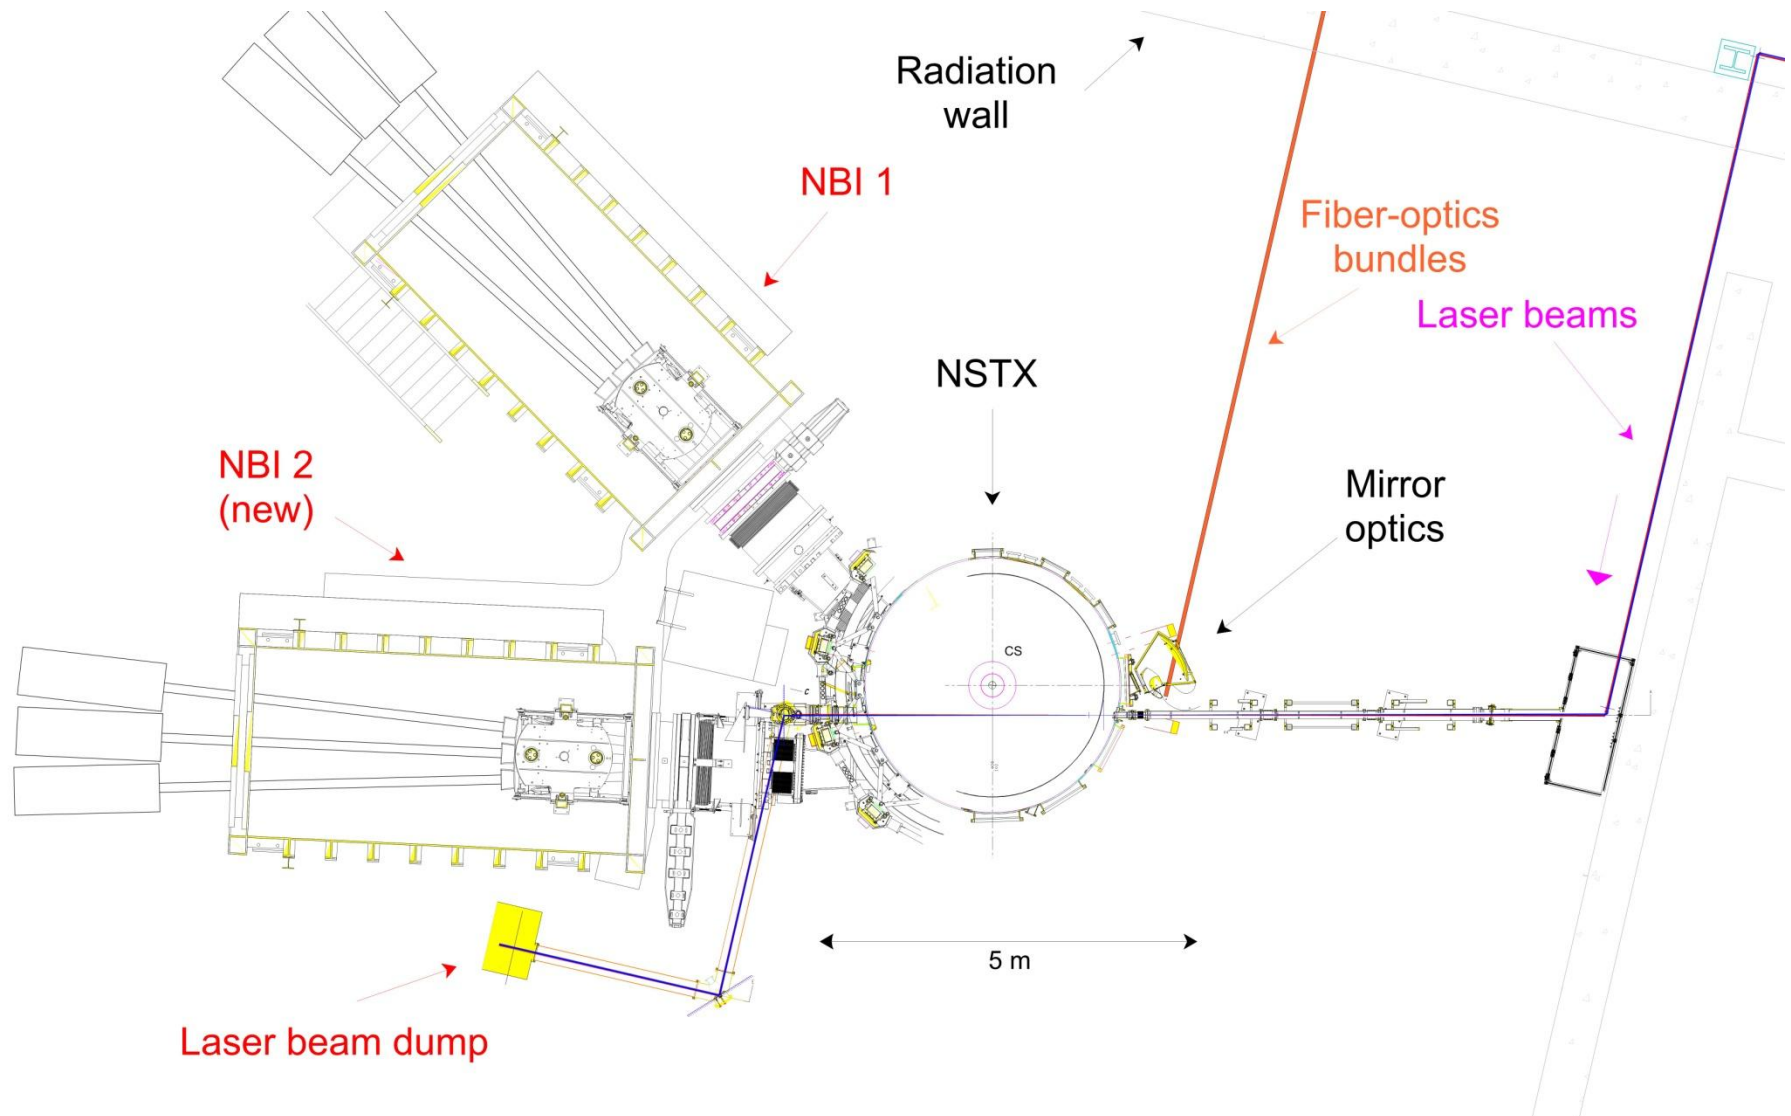 Radiation
wall
NBI 1
Fiber-optics
bundles
Laser beams
NSTX
NBI 2
(new)
Mirror
optics
CS
c
5 m
Laser beam dump